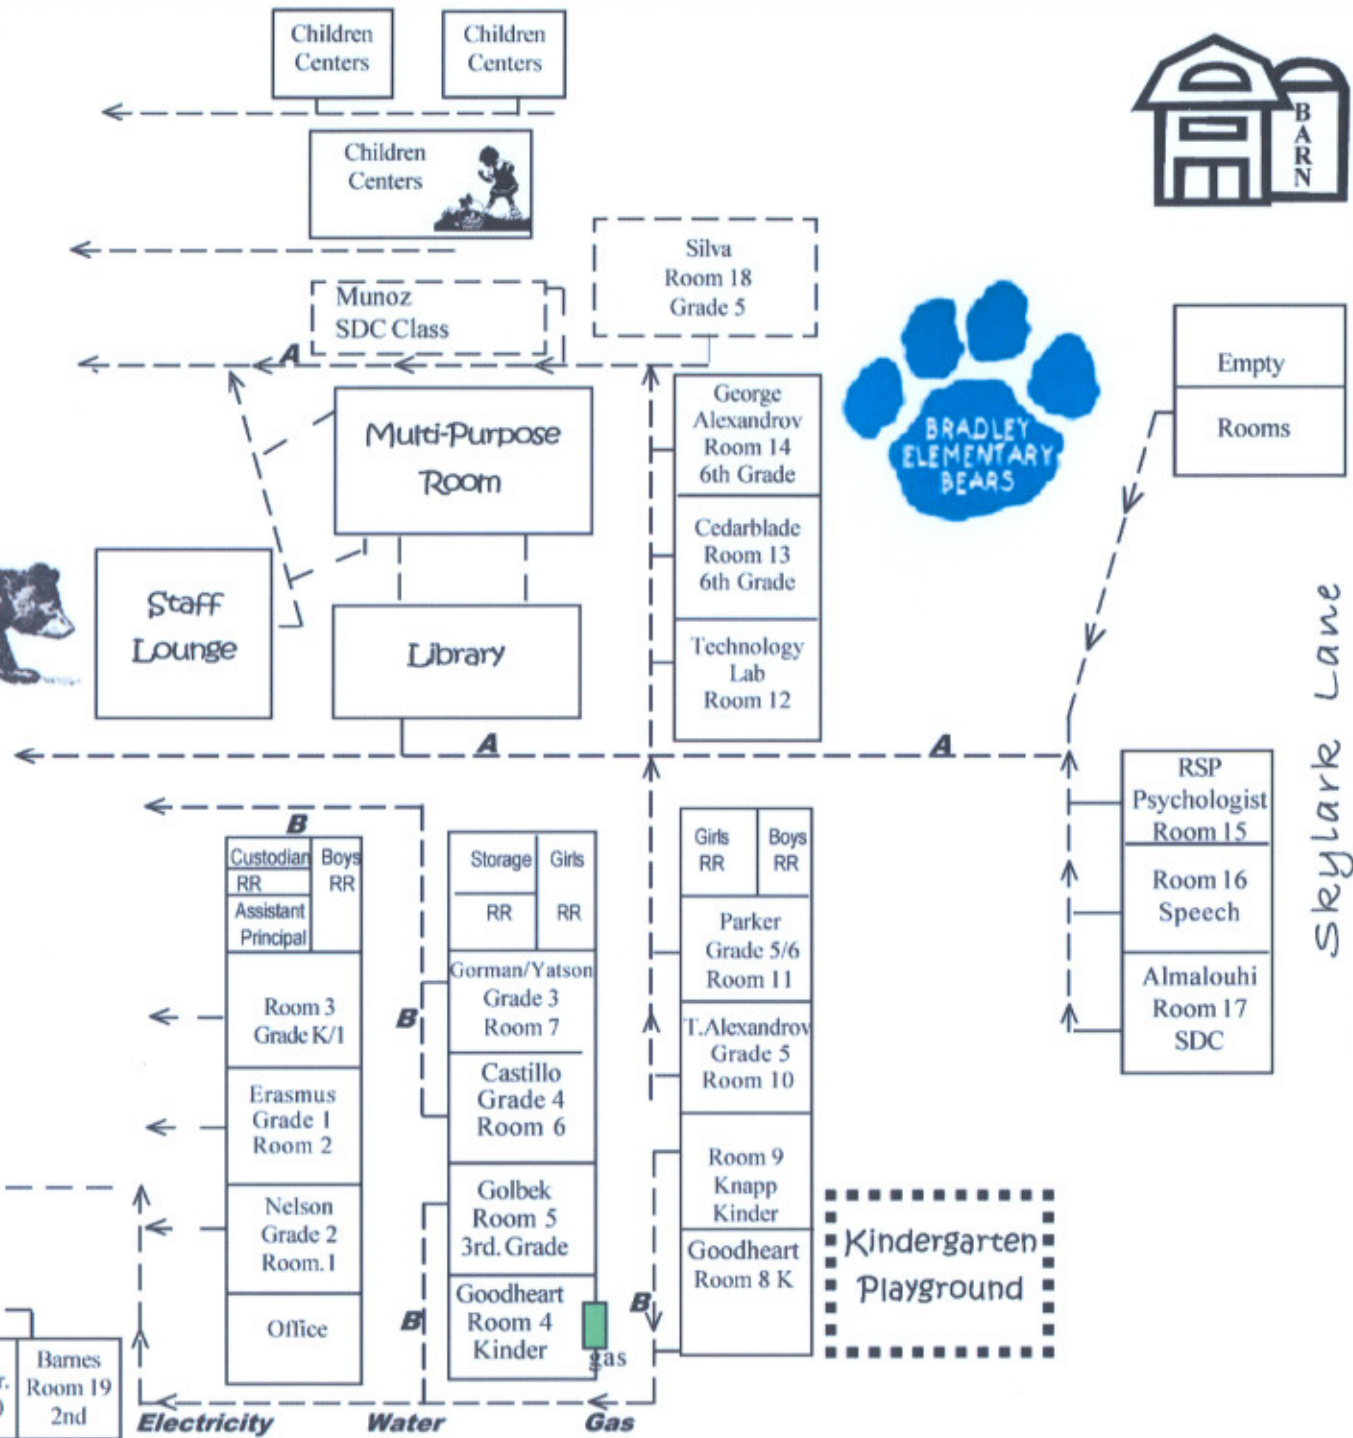 Children
Centers
Children
Centers
Children
Centers
BARN
Silva
Room 18
Grade 5
Munoz
SDC Class
A
Multi-Purpose
Room
George
Alexandrov
Room 14
6th Grade
Cedarblade
Room 13
6th Grade
Technology
Lab
Room 12
BRADLEY
ELEMENTARY
BEARS
Empty
Rooms
Staff
Lounge
Library
A
A
Skylark Lane
RSP
Psychologist
Room 15
Room 16
Speech
Almalouhi
Room 17
SDC
B
Custodian
RR
Boys
RR
Assistant
Principal
Room 3
Grade K/1
Erasmus
Grade 1
Room 2
Nelson
Grade 2
Room.1
Office
Storage
Girls
RR
RR
Gorman/Yatson
Grade 3
Room 7
B
Castillo
Grade 4
Room 6
Golbek
Room 5
3rd. Grade
Goodheart
Room 4
Kinder
B
gas
Girls
RR
Boys
RR
Parker
Grade 5/6
Room 11
T.Alexandrov
Grade 5
Room 10
Room 9
Knapp
Kinder
Goodheart
Room 8 K
B
Kindergarten
Playground
Barnes
Room 19
2nd
Electricity
Water
Gas